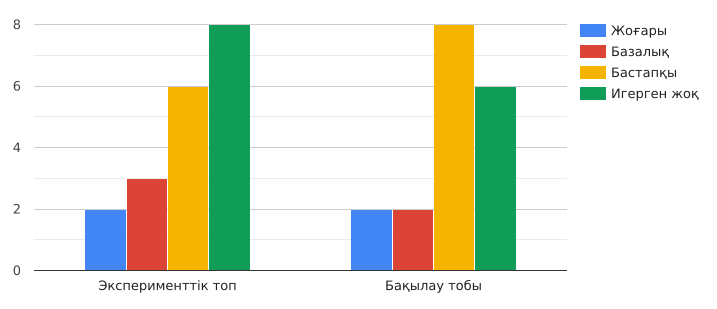 8
6
4
2
0
Эксперименттік топ
Бақылау тобы
Жоғары
Базалық
Бастапқы
Игерген жоқ